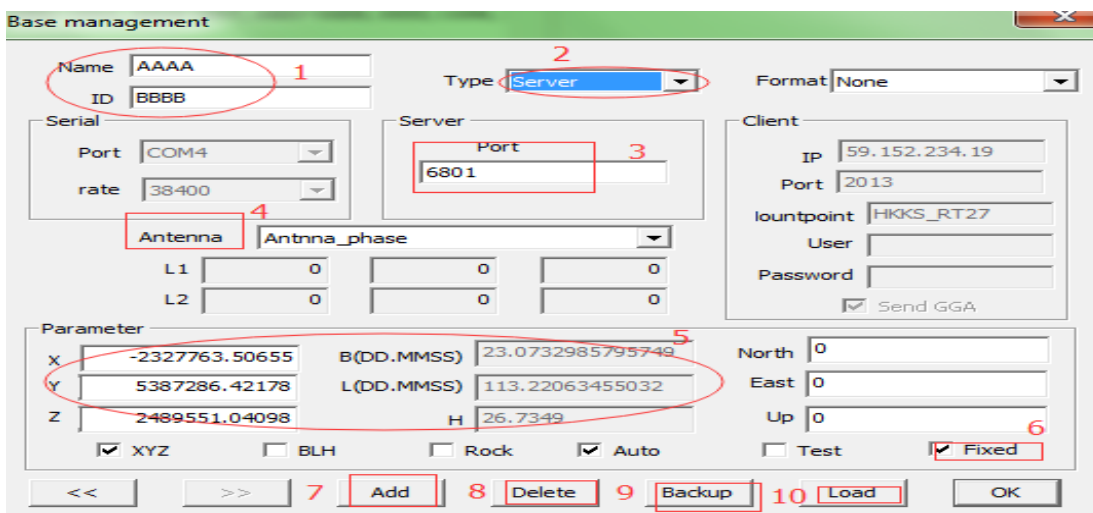 Base management
Name AAAA 1
2
Type Server
Format None
ID BBBB
Serial
Port COM4
rate 38400
Server
Port 3
6801
Client
IP 59.152.234.19
Port 2013
lountpoint HKKS_RT27
User
Password
Send GGA
4
Antenna Antnna_phase
L1 0 0 0
L2 0 0 0
Parameter
5
X -2327763.50655 B(DD.MMSS) 23.0732985795749 North 0
Y 5387286.42178 L(DD.MMSS) 113.22063455032 East 0
Z 2489551.04098 H 26.7349 Up 0
6
XYZ BLH Rock Auto Test Fixed
<< >> 7 Add 8 Delete 9 Backup 10 Load OK